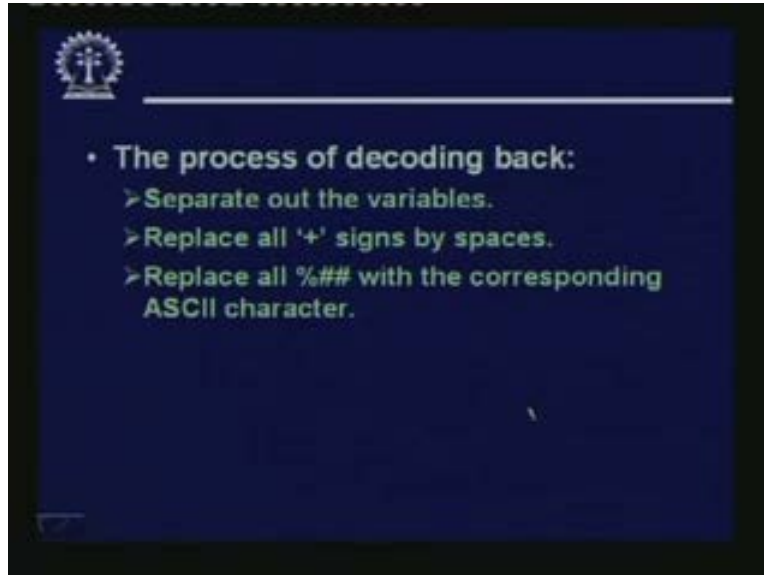 • The process of decoding back:
➢Separate out the variables.
➢Replace all '+' signs by spaces.
➢Replace all %## with the corresponding
ASCII character.